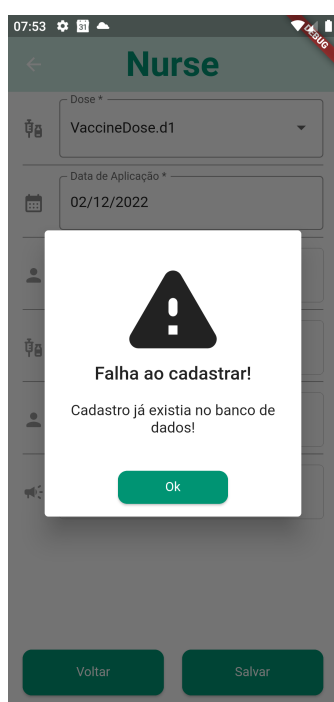 07:53
31
DEBUG
Nurse
Dose *
VaccineDose.d1
Data de Aplicação *
02/12/2022
Falha ao cadastrar!
Cadastro já existia no banco de
dados!
Ok
Voltar
Salvar